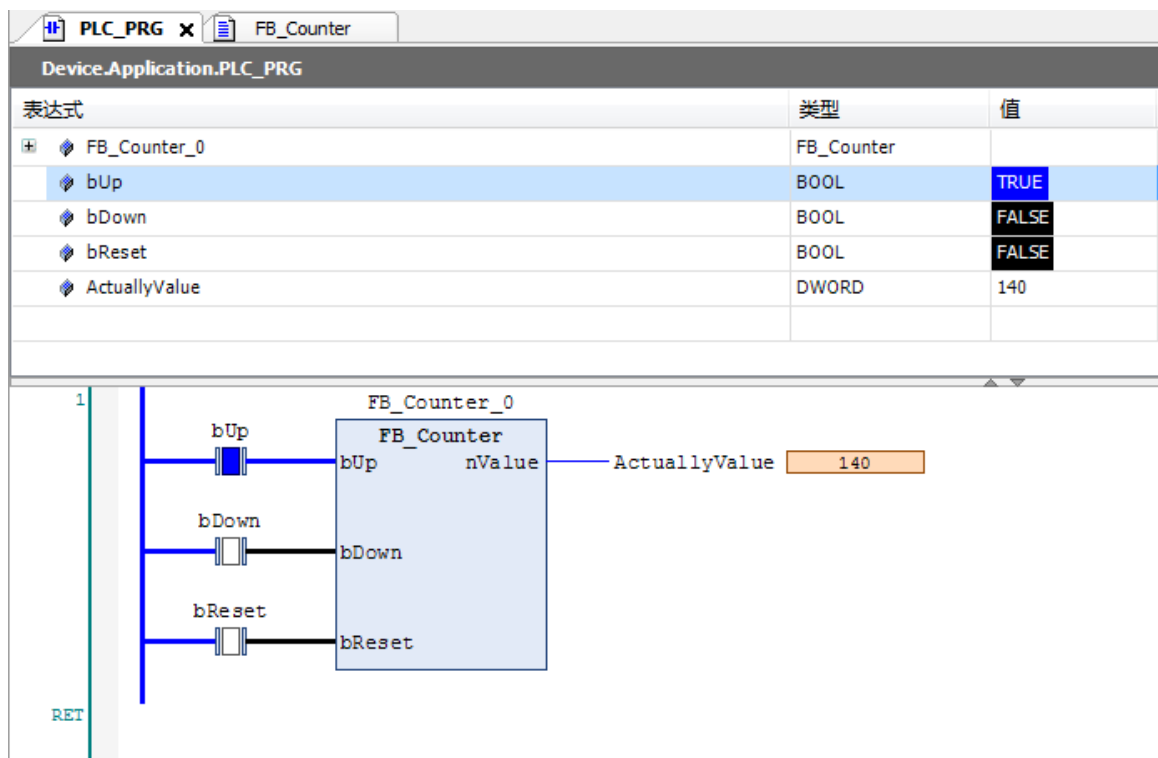 PLC_PRG FB_Counter
Device.Application.PLC_PRG
表达式 类型 值
FB_Counter_0 FB_Counter
bUp BOOL TRUE
bDown BOOL FALSE
bReset BOOL FALSE
ActuallyValue DWORD 140
1 FB_Counter_0
bUp FB_Counter
bUp nValue ActuallyValue 140
bDown
bDown
bReset
bReset
RET